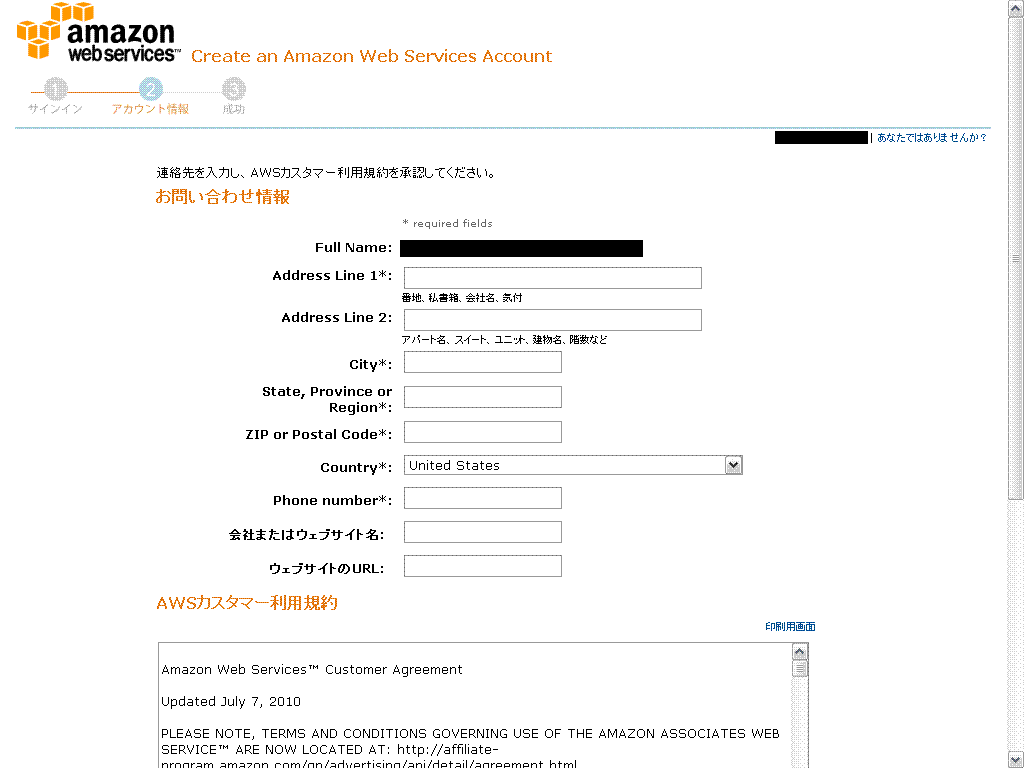 amazon
webservices™
Create an Amazon Web Services Account
1 2 3
サインイン アカウント情報 成功
| あなたではありませんか?
連絡先を入力し、AWSカスタマー利用規約を承認してください。
お問い合わせ情報
* required fields
Full Name:
Address Line 1*:
番地、私書箱、会社名、気付
Address Line 2:
アパート名、スイート、ユニット、建物名、階数など
City*:
State, Province or
Region*:
ZIP or Postal Code*:
Country*: United States
Phone number*:
会社またはウェブサイト名:
ウェブサイトのURL:
AWSカスタマー利用規約
印刷用画面
Amazon Web Services™ Customer Agreement
Updated July 7, 2010
PLEASE NOTE, TERMS AND CONDITIONS GOVERNING USE OF THE AMAZON ASSOCIATES WEB
SERVICE™ ARE NOW LOCATED AT: http://affiliate-
program.amazon.com/gp/advertising/api/detail/agreement.html